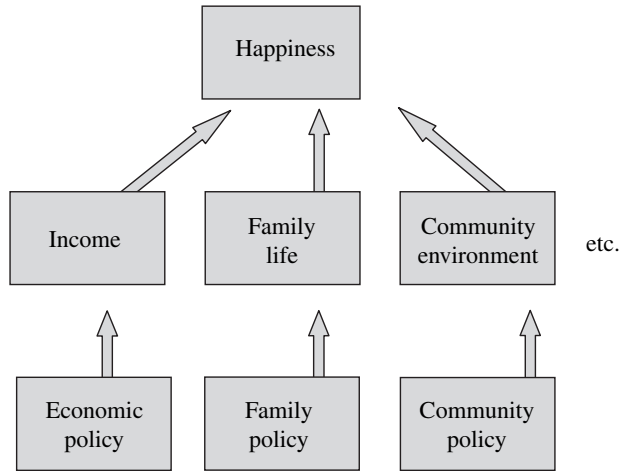 Happiness
Income
Family
life
Community
environment
etc.
Economic
policy
Family
policy
Community
policy